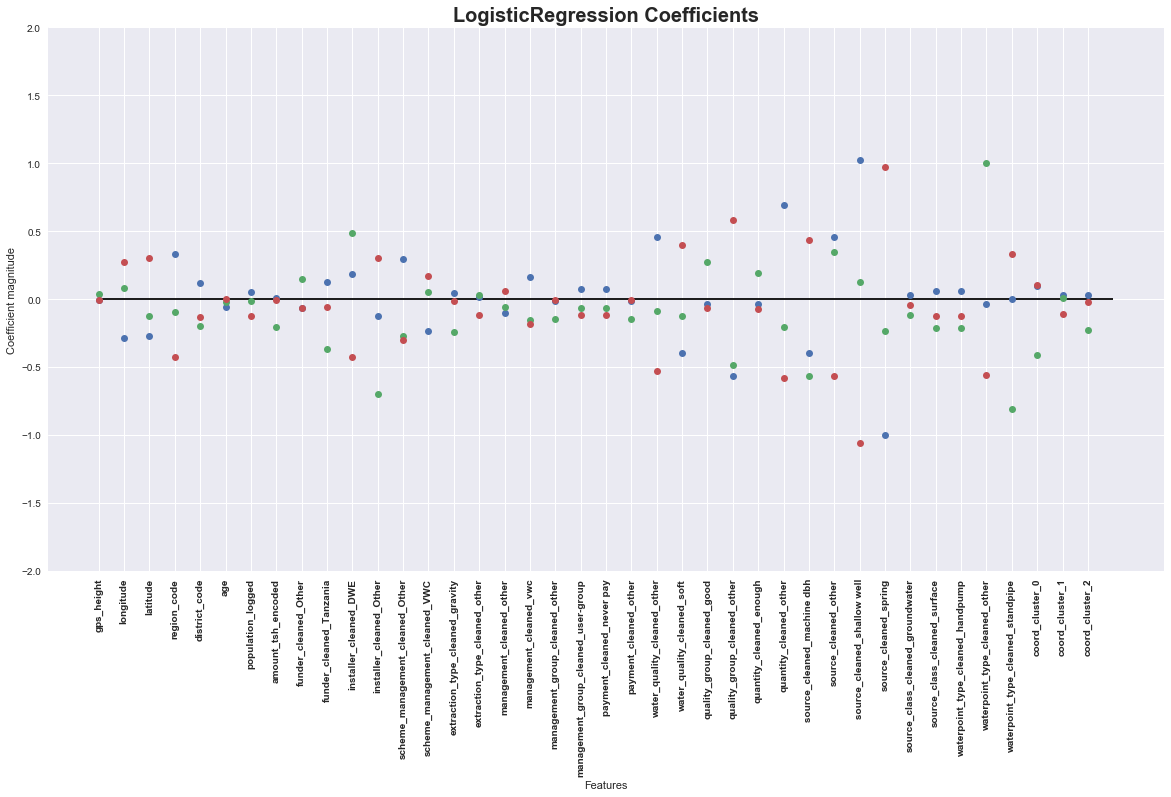 LogisticRegression Coefficients
2.0
1.5
1.0
0.5
0.0
−0.5
−1.0
−1.5
−2.0
Coefficient magnitude
gps_height
longitude
latitude
region_code
district_code
age
population_logged
amount_tsh_encoded
funder_cleaned_Other
funder_cleaned_Tanzania
installer_cleaned_DWE
installer_cleaned_Other
scheme_management_cleaned_Other
scheme_management_cleaned_VWC
extraction_type_cleaned_gravity
extraction_type_cleaned_other
management_cleaned_other
management_cleaned_vwc
management_group_cleaned_other
management_group_cleaned_user-group
payment_cleaned_never pay
payment_cleaned_other
water_quality_cleaned_other
water_quality_cleaned_soft
quality_group_cleaned_good
quality_group_cleaned_other
quantity_cleaned_enough
quantity_cleaned_other
source_cleaned_machine dbh
source_cleaned_other
source_cleaned_shallow well
source_cleaned_spring
source_class_cleaned_groundwater
source_class_cleaned_surface
waterpoint_type_cleaned_handpump
waterpoint_type_cleaned_other
waterpoint_type_cleaned_standpipe
coord_cluster_0
coord_cluster_1
coord_cluster_2
Features